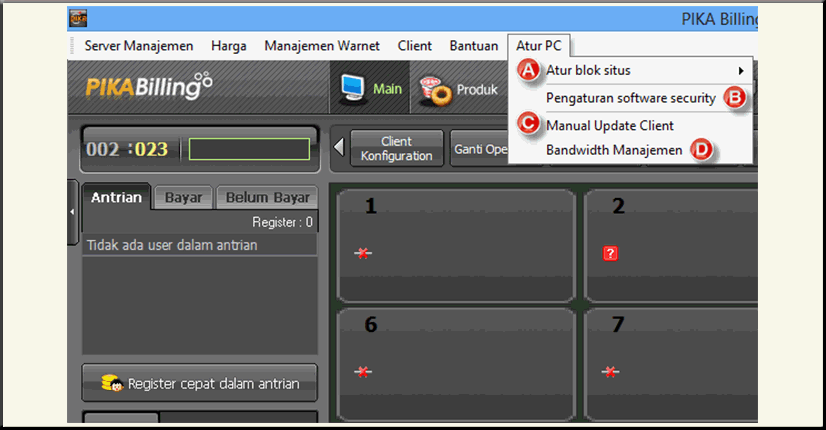 PIKA Billing
Server Manajemen Harga Manajemen Warnet Client Bantuan Atur PC
A Atur blok situs
Pengaturan software security B
C Manual Update Client
Bandwidth Manajemen D
PIKABilling
Main
Produk
002 : 023
Client
Konfiguration
Ganti Ope
Antrian Bayar Belum Bayar
Register : 0
Tidak ada user dalam antrian
Register cepat dalam antrian
1
2
?
6
7